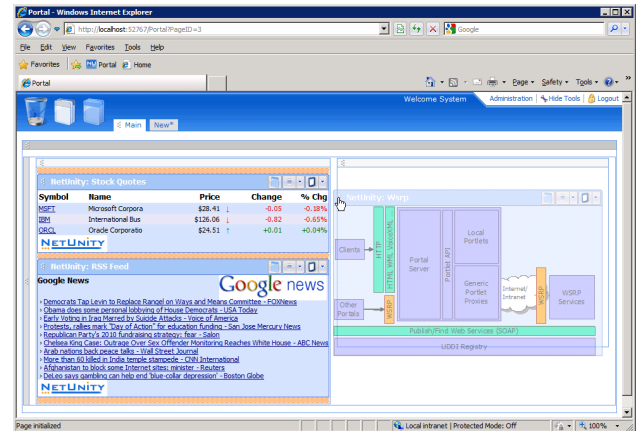 Portal - Windows Internet Explorer
http://localhost:52767/Portal?PageID=3
Google
File Edit View Favorites Tools Help
Favorites Portal Home
Portal
Page Safety Tools
Welcome System Administration Hide Tools Logout
Main New*
NetUnity: Stock Quotes
Symbol Name Price Change % Chg
MSFT Microsoft Corpora $28.41 ↓ -0.05 -0.18%
IBM International Bus $126.06 ↓ -0.82 -0.65%
ORCL Oracle Corporatio $24.51 ↑ +0.01 +0.04%
NETUNITY
NetUnity: RSS Feed
Google News
Google news
› Democrats Tap Levin to Replace Rangel on Ways and Means Committee - FOXNews
› Obama does some personal lobbying of House Democrats - USA Today
› Early Voting in Iraq Marred by Suicide Attacks - Voice of America
› Protests, rallies mark "Day of Action" for education funding - San Jose Mercury News
› Republican Party's 2010 fundraising strategy: fear - Salon
› Chelsea King Case: Outrage Over Sex Offender Monitoring Reaches White House - ABC News
› Arab nations back peace talks - Wall Street Journal
› More than 60 killed in India temple stampede - CNN International
› Afghanistan to block some Internet sites: minister - Reuters
› DeLeo says gambling can help end 'blue-collar depression' - Boston Globe
NETUNITY
NetUnity: Wsrp
Clients
HTTP
HTML, WML, VoiceXML
Portal
Server
Portlet API
Local
Portlets
Generic
Portlet
Proxies
Internet/
Intranet
WSRP
WSRP
Services
Other
Portals
WSRP
Publish/Find Web Services (SOAP)
UDDI Registry
Page initialized
Local intranet | Protected Mode: Off
100%